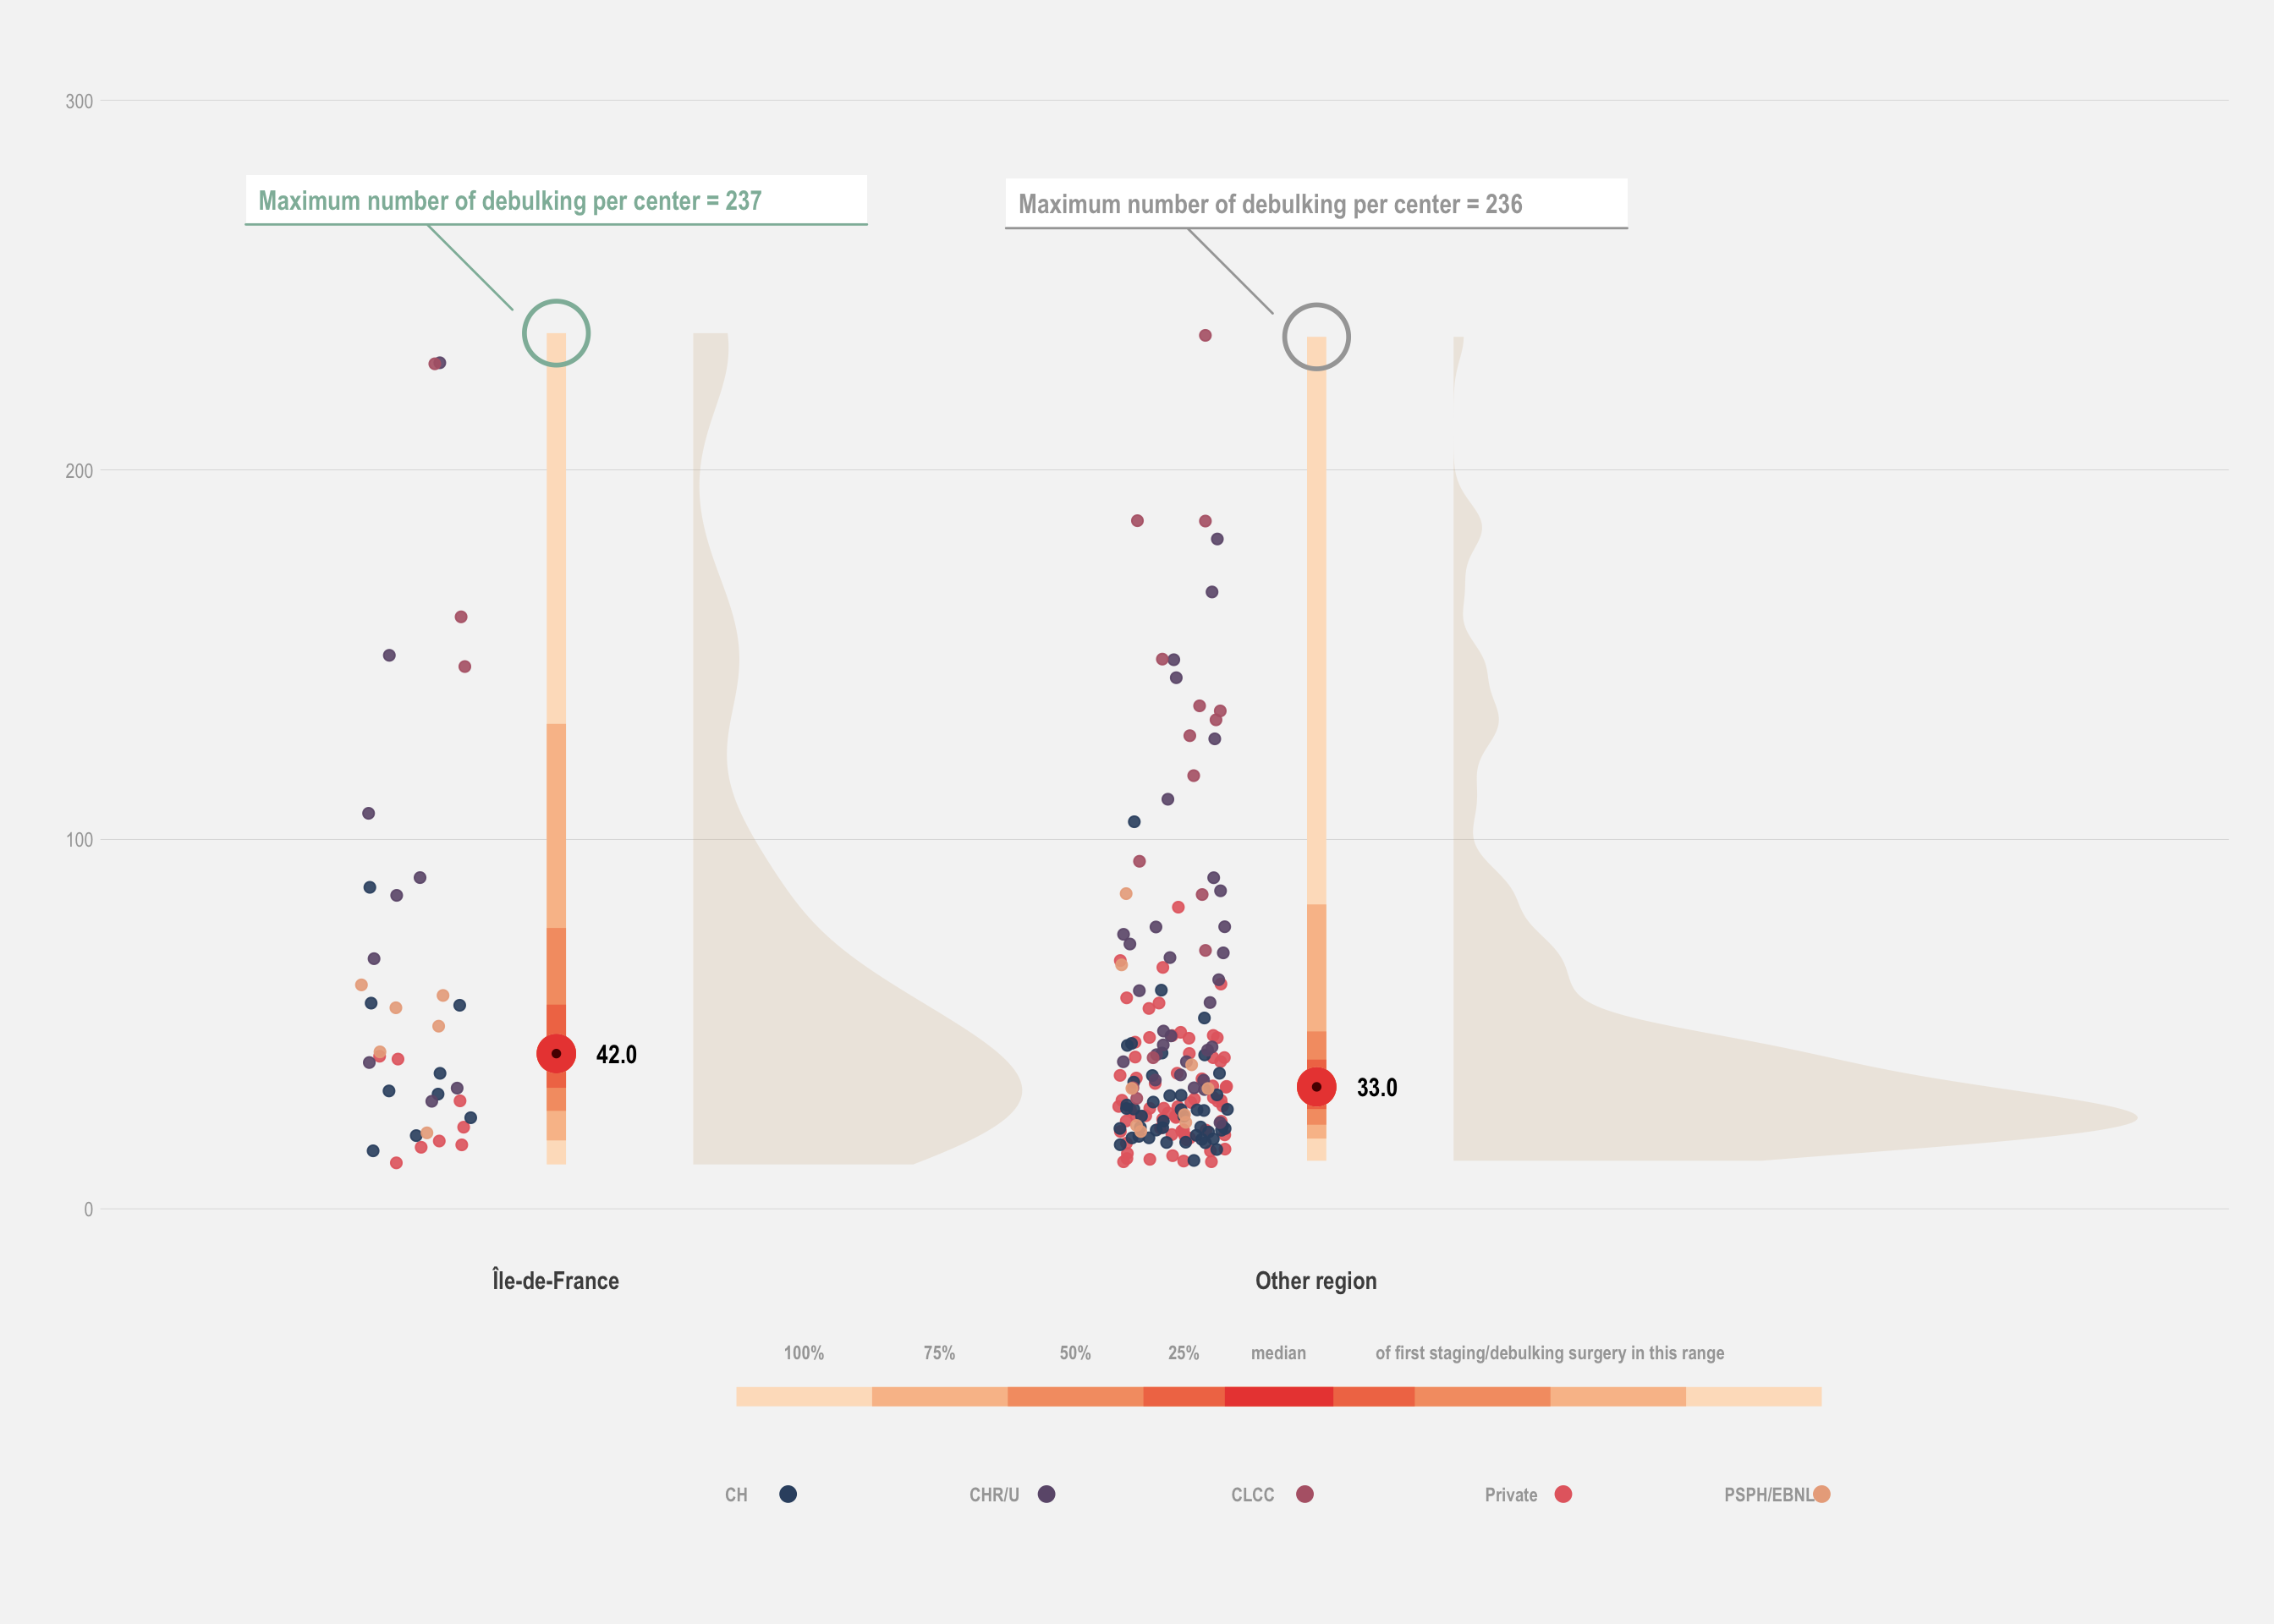 300
Maximum number of debulking per center = 237
Maximum number of debulking per center = 236
200
100
42.0
33.0
0
Île-de-France
Other region
100% 75% 50% 25% median of first staging/debulking surgery in this range
CH CHR/U CLCC Private PSPH/EBNL